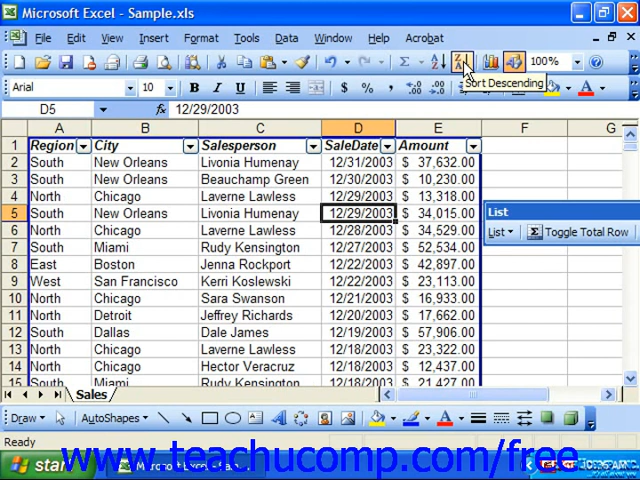 Microsoft Excel - Sample.xls
File Edit View Insert Format Tools Data Window Help Acrobat
100%
Sort Descending
Arial 10 B $ %
D5 fx 12/29/2003
A B C D E F G
1 Region City Salesperson SaleDate Amount
2 South New Orleans Livonia Humenay 12/31/2003 $ 37,632.00
3 South New Orleans Beauchamp Green 12/30/2003 $ 10,230.00
4 North Chicago Laverne Lawless 12/29/2003 $ 13,318.00
5 South New Orleans Livonia Humenay 12/29/2003 $ 34,015.00
6 North Chicago Laverne Lawless 12/28/2003 $ 34,529.00
7 South Miami Rudy Kensington 12/27/2003 $ 52,534.00
8 East Boston Jenna Rockport 12/22/2003 $ 42,897.00
9 West San Francisco Kerri Koslewski 12/22/2003 $ 23,113.00
10 North Chicago Sara Swanson 12/21/2003 $ 16,933.00
11 North Detroit Jeffrey Richards 12/20/2003 $ 17,662.00
12 South Dallas Dale James 12/19/2003 $ 57,906.00
13 North Chicago Laverne Lawless 12/18/2003 $ 23,322.00
14 North Chicago Hector Veracruz 12/18/2003 $ 12,437.00
15 South Miami Rudy Kensington 12/18/2003 $ 21,427.00
List
List Σ Toggle Total Row
Sales
Draw AutoShapes
Ready
www.teachucomp.com/free
start Microsoft Excel - Sam...